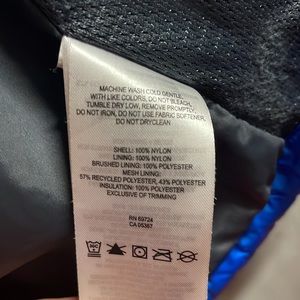 MACHINE WASH COLD GENTLE,
WITH LIKE COLORS, DO NOT BLEACH,
TUMBLE DRY LOW, REMOVE PROMPTLY,
DO NOT IRON, DO NOT USE FABRIC SOFTENER,
DO NOT DRYCLEAN
SHELL: 100% NYLON
LINING: 100% NYLON
BRUSHED LINING: 100% POLYESTER
MESH LINING:
57% RECYCLED POLYESTER, 43% POLYESTER
INSULATION: 100% POLYESTER
EXCLUSIVE OF TRIMMING
RN 69724
CA 05367